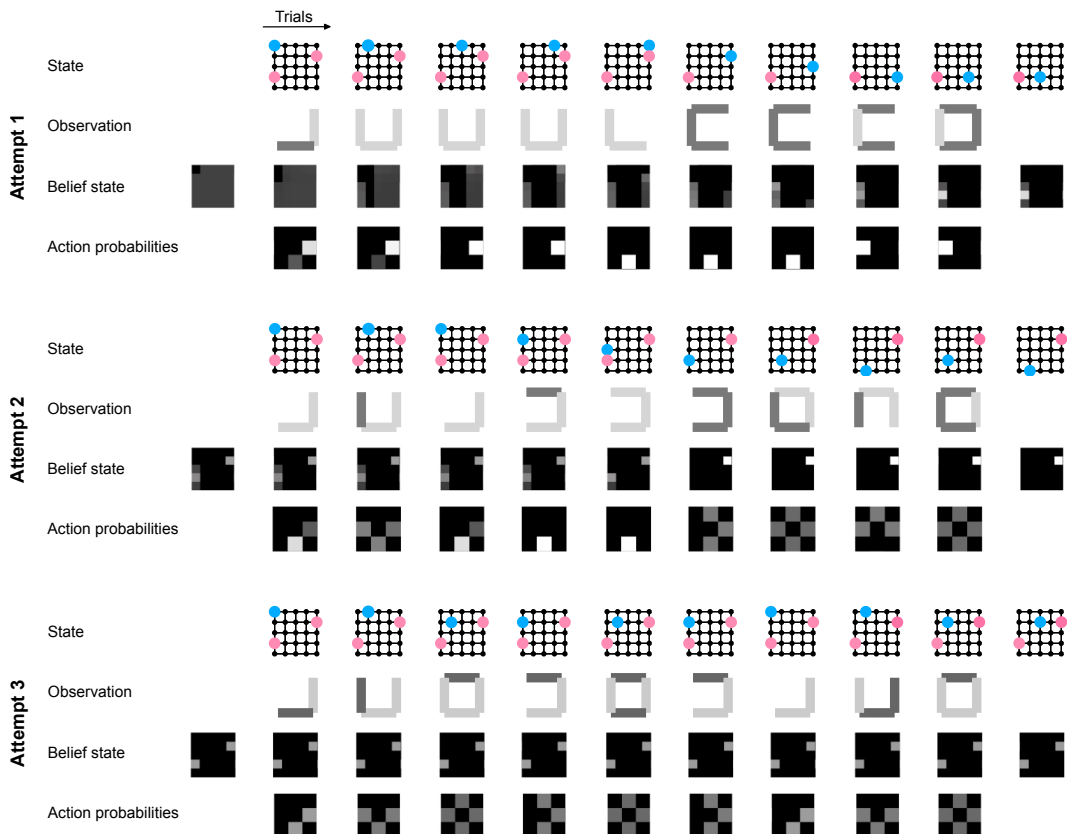 Trials
Attempt 1
State
Observation
Belief state
Action probabilities
Attempt 2
State
Observation
Belief state
Action probabilities
Attempt 3
State
Observation
Belief state
Action probabilities